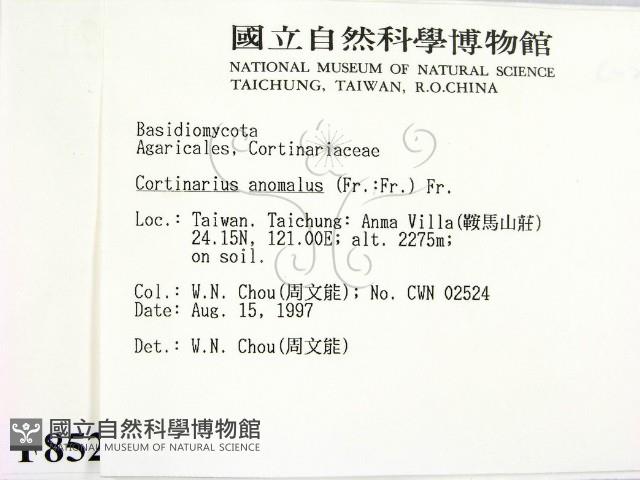 國立自然科學博物館
NATIONAL MUSEUM OF NATURAL SCIENCE
TAICHUNG, TAIWAN, R.O.CHINA
Basidiomycota
Agaricales, Cortinariaceae
Cortinarius anomalus (Fr.:Fr.) Fr.
Loc.: Taiwan. Taichung: Anma Villa(鞍馬山莊)
24.15N, 121.00E; alt. 2275m;
on soil.
Col.: W.N. Chou(周文能); No. CWN 02524
Date: Aug. 15, 1997
Det.: W.N. Chou(周文能)
國立自然科學博物館
NATIONAL MUSEUM OF NATURAL SCIENCE
852